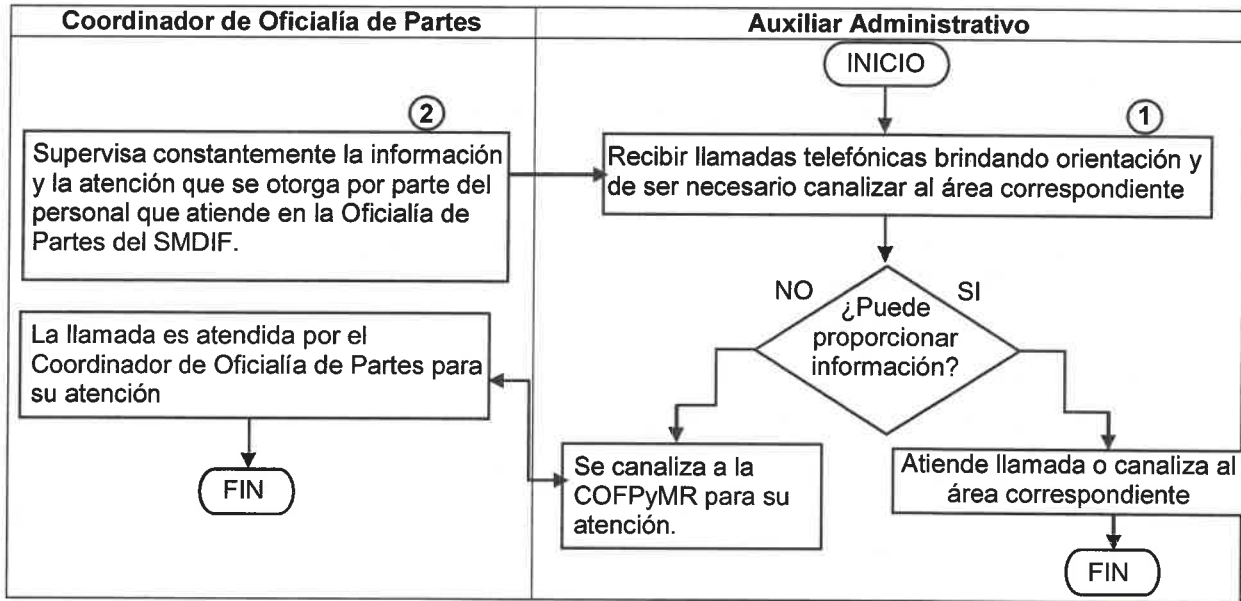 Coordinador de Oficialía de Partes
Auxiliar Administrativo
INICIO
2
1
Supervisa constantemente la información
y la atención que se otorga por parte del
personal que atiende en la Oficialía de
Partes del SMDIF.
Recibir llamadas telefónicas brindando orientación y
de ser necesario canalizar al área correspondiente
NO
SI
¿Puede
proporcionar
información?
La llamada es atendida por el
Coordinador de Oficialía de Partes para
su atención
FIN
Se canaliza a la
COFPyMR para su
atención.
Atiende llamada o canaliza al
área correspondiente
FIN